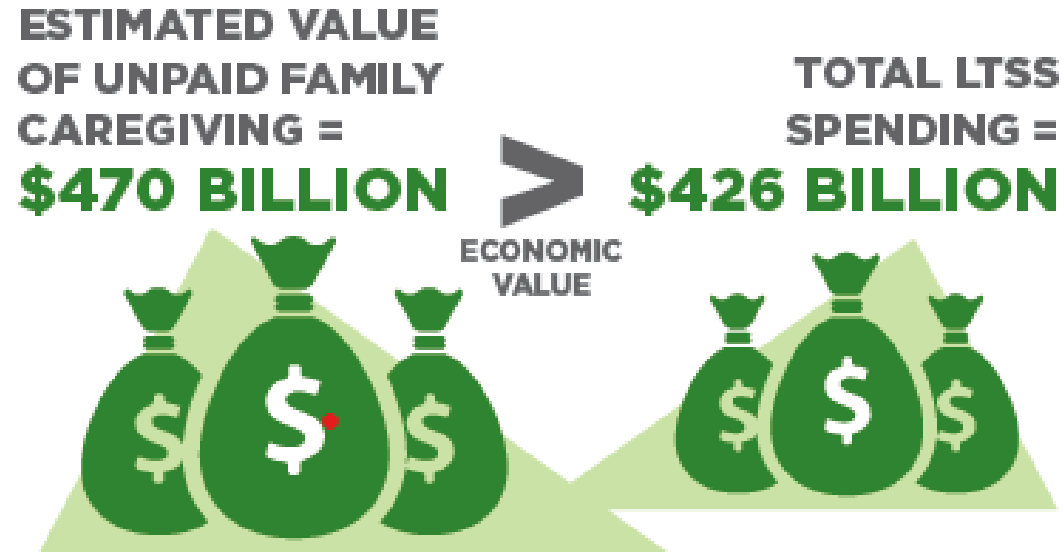 ESTIMATED VALUE
OF UNPAID FAMILY
CAREGIVING =
$470 BILLION
>
ECONOMIC
VALUE
TOTAL LTSS
SPENDING =
$426 BILLION
$ $ $
$ $ $